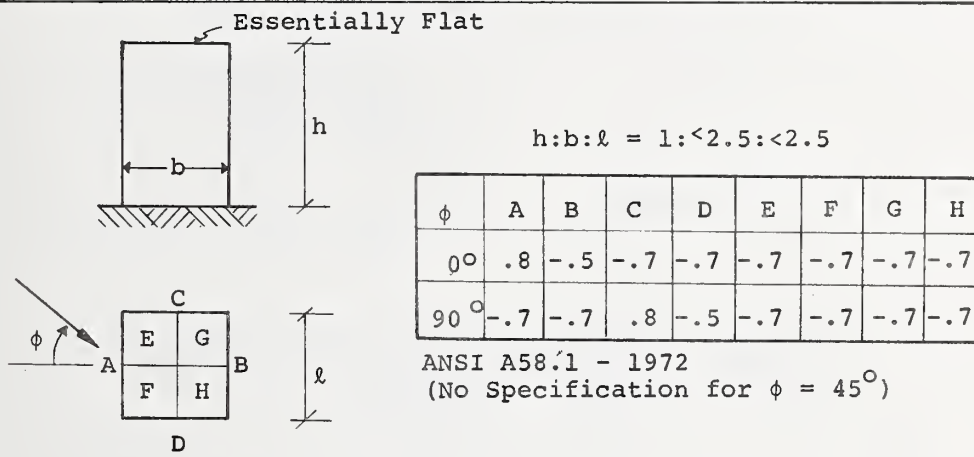 Essentially Flat
h
b
h:b:ℓ = 1:<2.5:<2.5
φ A B C D E F G H
0° .8 -.5 -.7 -.7 -.7 -.7 -.7 -.7
90° -.7 -.7 .8 -.5 -.7 -.7 -.7 -.7
ANSI A58.1 - 1972
(No Specification for φ = 45°)
C
φ
E G
A B
ℓ
F H
D